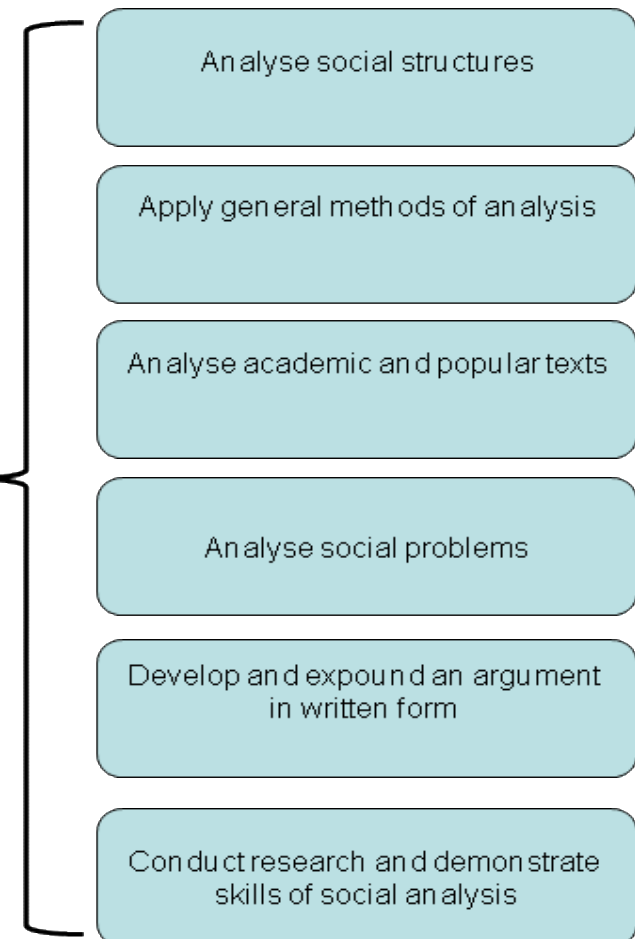 Analyse social structures
Apply general methods of analysis
Analyse academic and popular texts
Analyse social problems
Develop and expound an argument
in written form
Conduct research and demonstrate
skills of social analysis